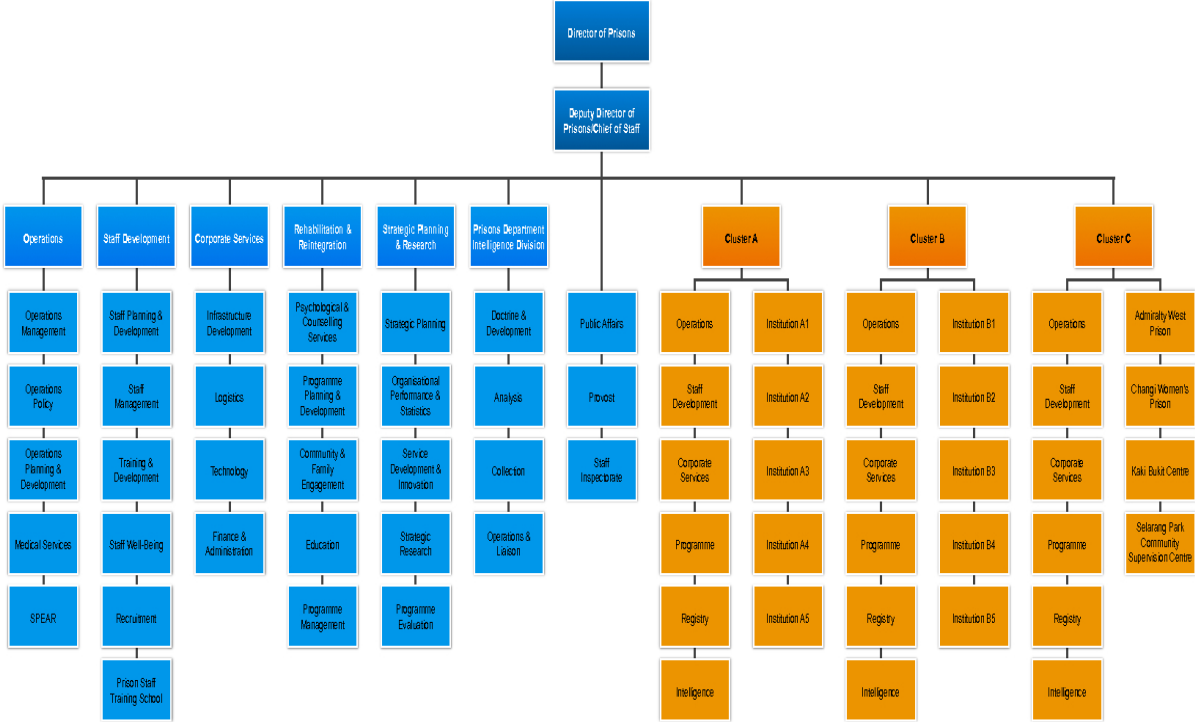 Director of Prisons
Deputy Director of
Prisons/Chief of Staff
Operations
Staff Development
Corporate Services
Rehabilitation &
Reintegration
Strategic Planning
& Research
Prisons Department
Intelligence Division
Cluster A
Cluster B
Cluster C
Operations
Management
Operations
Policy
Operations
Planning &
Development
Medical Services
SPEAR
Staff Planning &
Development
Staff
Management
Training &
Development
Staff Well-Being
Recruitment
Prison Staff
Training School
Infrastructure
Development
Logistics
Technology
Finance &
Administration
Psychological &
Counselling
Services
Programme
Planning &
Development
Community &
Family
Engagement
Education
Programme
Management
Strategic Planning
Organisational
Performance &
Statistics
Service
Development &
Innovation
Strategic
Research
Programme
Evaluation
Doctrine &
Development
Analysis
Collection
Operations &
Liaison
Public Affairs
Provost
Staff
Inspectorate
Operations
Staff
Development
Corporate
Services
Programme
Registry
Intelligence
Institution A1
Institution A2
Institution A3
Institution A4
Institution A5
Operations
Staff
Development
Corporate
Services
Programme
Registry
Intelligence
Institution B1
Institution B2
Institution B3
Institution B4
Institution B5
Operations
Staff
Development
Corporate
Services
Programme
Registry
Intelligence
Admiralty West
Prison
Changi Women's
Prison
Kaki Bukit Centre
Selarang Park
Community
Supervision Centre